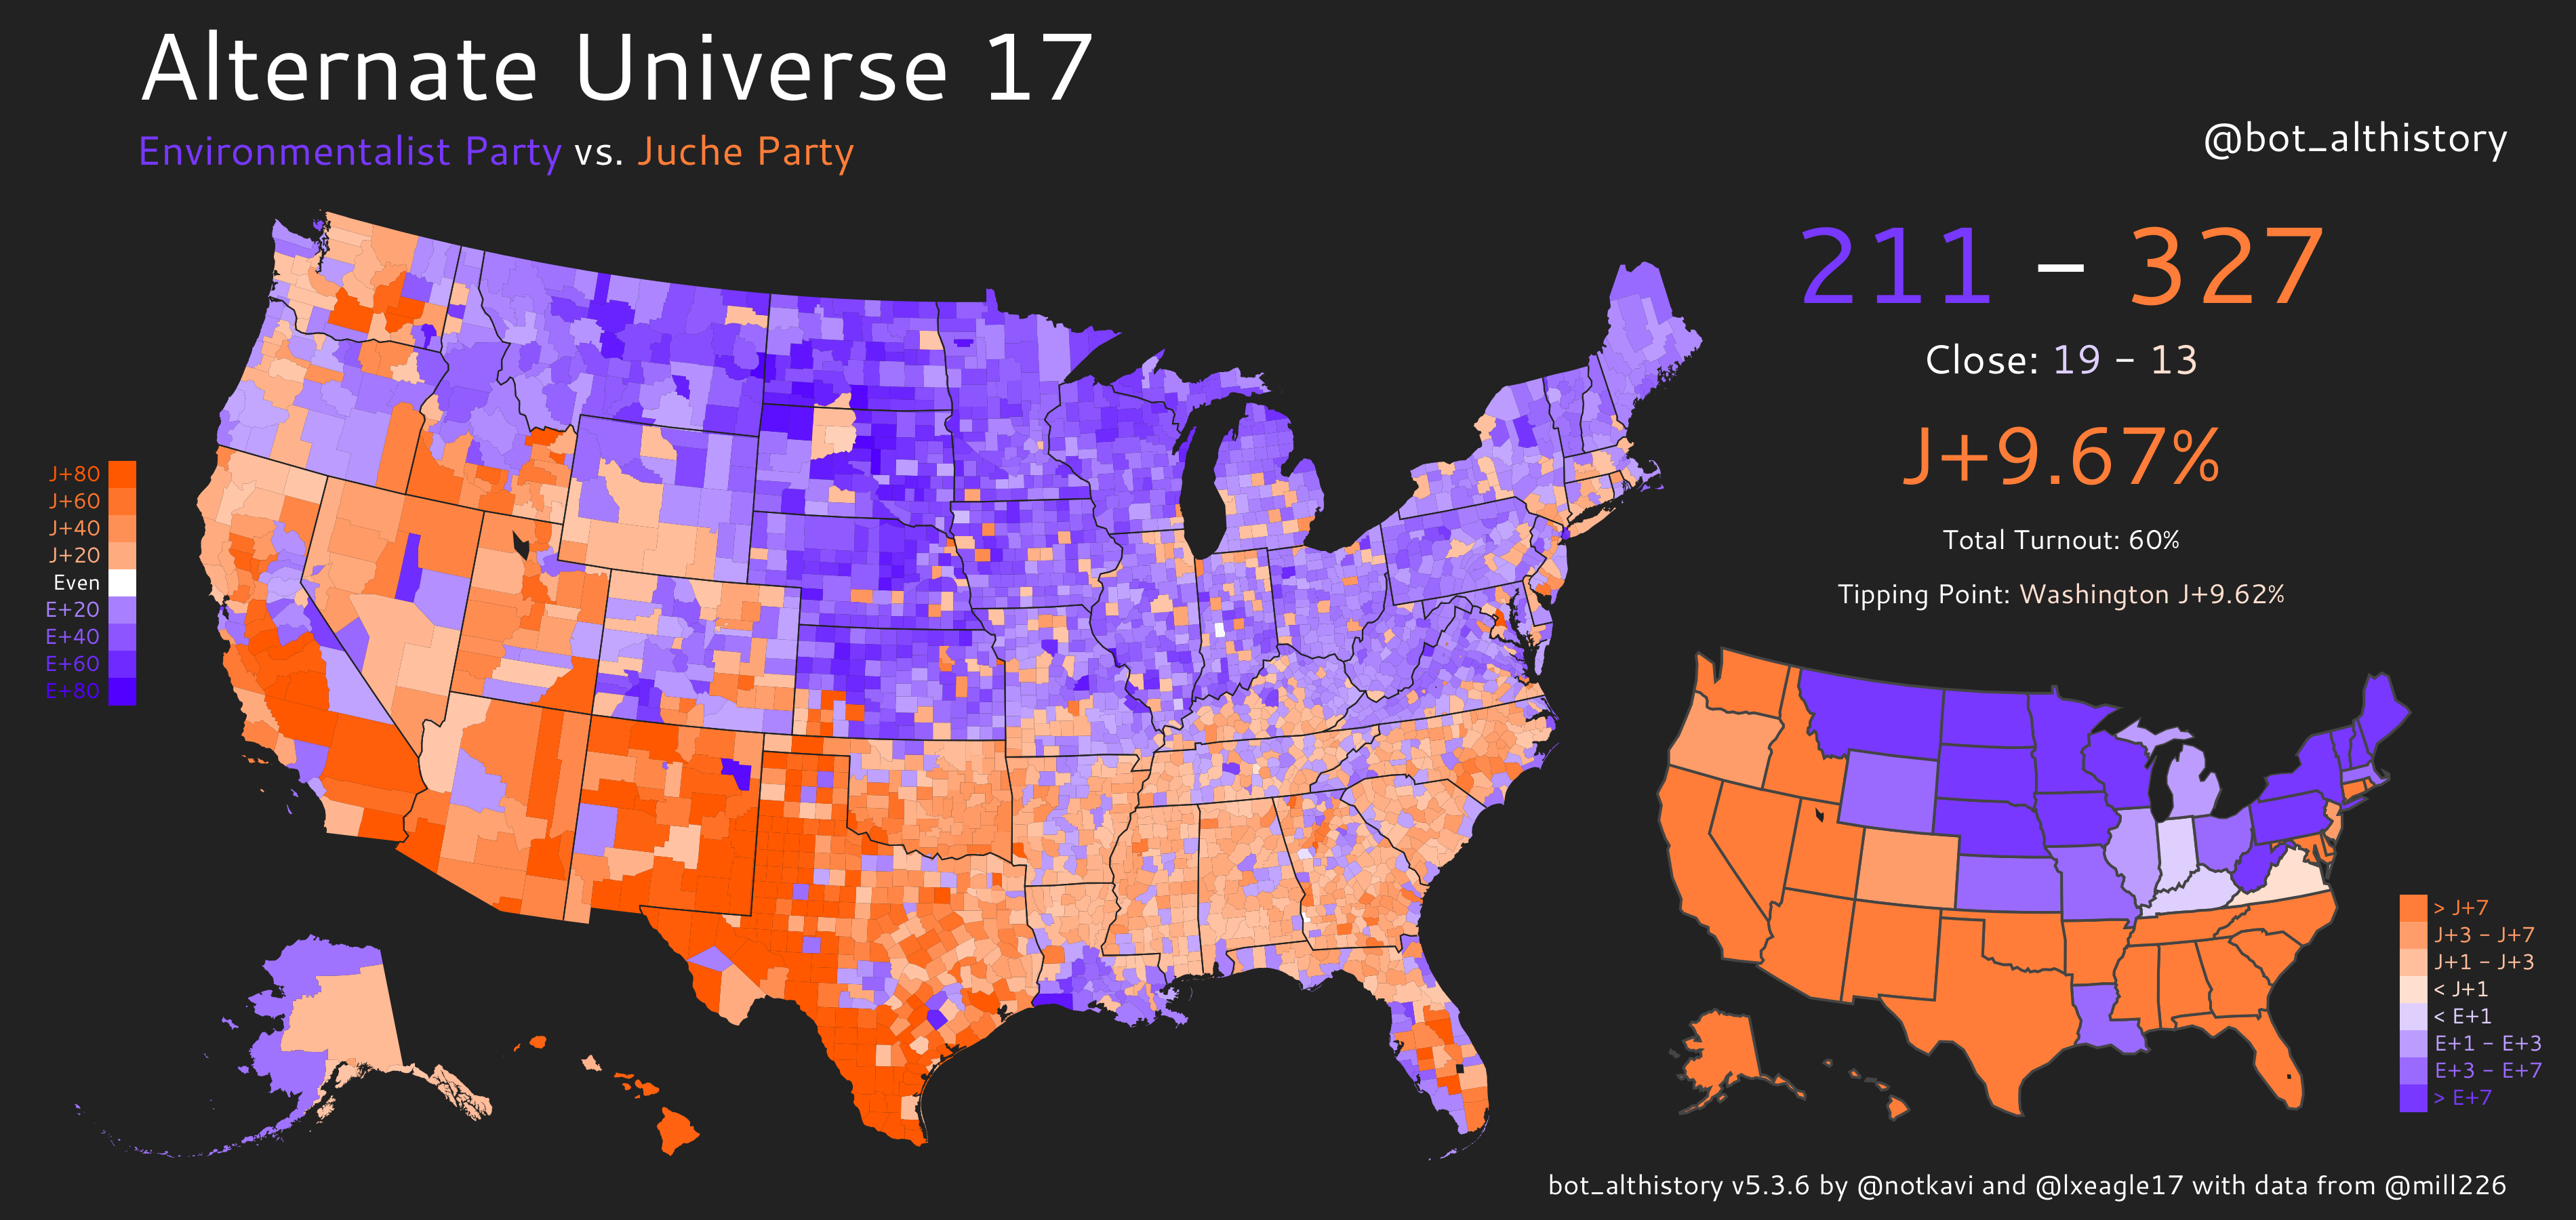 Alternate Universe 17
Environmentalist Party vs. Juche Party
@bot_althistory
211 – 327
Close: 19 – 13
J+9.67%
Total Turnout: 60%
Tipping Point: Washington J+9.62%
J+80
J+60
J+40
J+20
Even
E+20
E+40
E+60
E+80
> J+7
J+3 – J+7
J+1 – J+3
< J+1
< E+1
E+1 – E+3
E+3 – E+7
> E+7
bot_althistory v5.3.6 by @notkavi and @lxeagle17 with data from @mill226